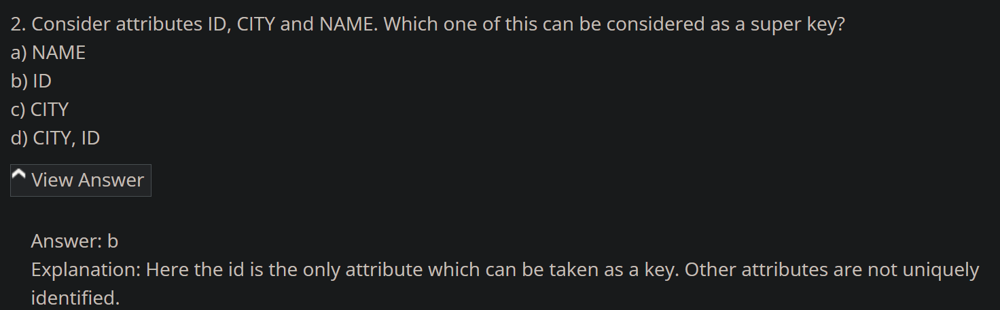 2. Consider attributes ID, CITY and NAME. Which one of this can be considered as a super key?
a) NAME
b) ID
c) CITY
d) CITY, ID
View Answer
Answer: b
Explanation: Here the id is the only attribute which can be taken as a key. Other attributes are not uniquely
identified.